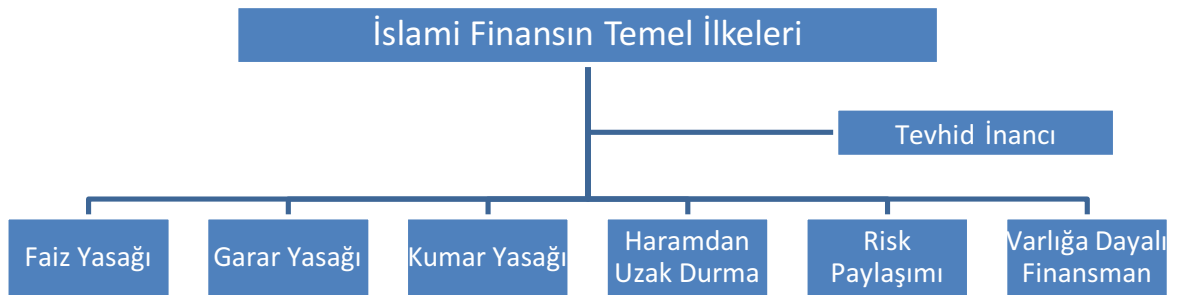 İslami Finansın Temel İlkeleri
Tevhid İnancı
Faiz Yasağı
Garar Yasağı
Kumar Yasağı
Haramdan
Uzak Durma
Risk
Paylaşımı
Varlığa Dayalı
Finansman